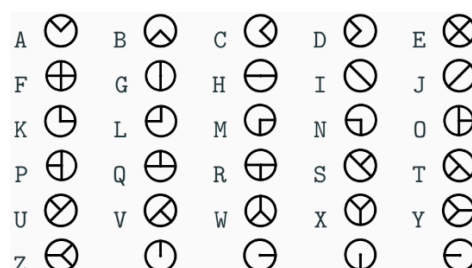 A B C D E
F G H I J
K L M N O
P Q R S T
U V W X Y
Z